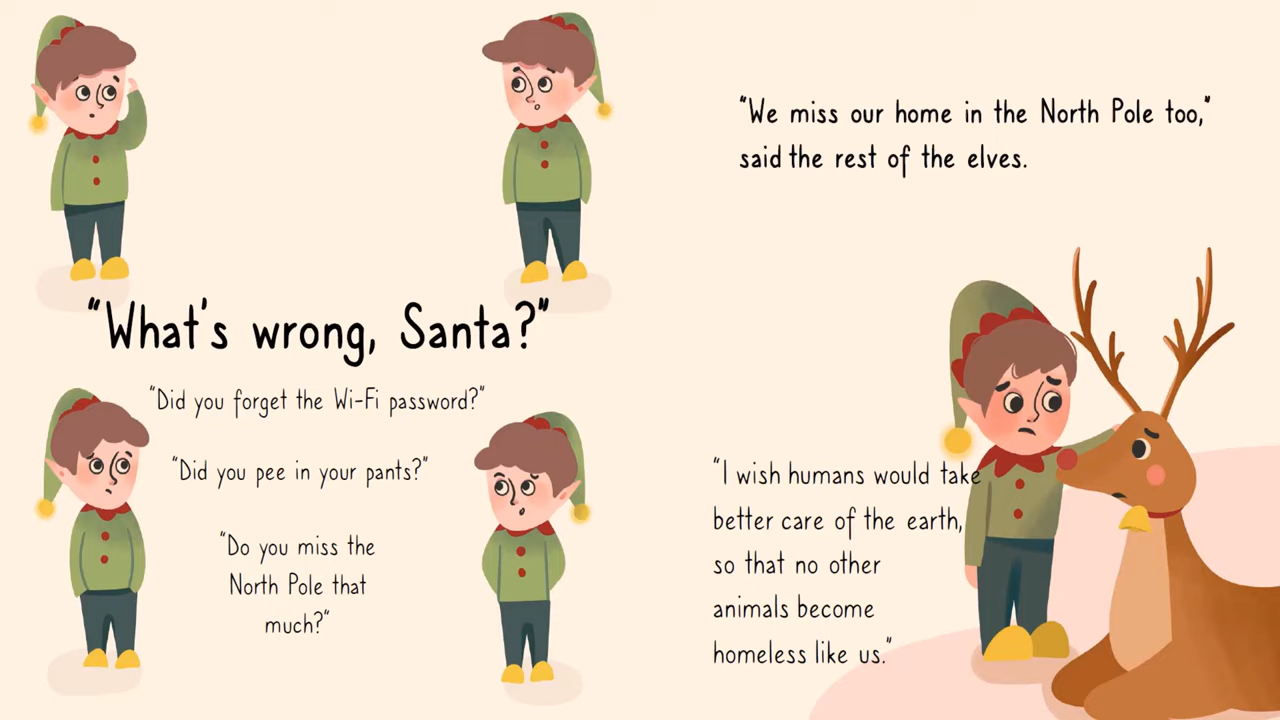 "What's wrong, Santa?"
"Did you forget the Wi-Fi password?"
"Did you pee in your pants?"
"Do you miss the
North Pole that
much?"
"We miss our home in the North Pole too,"
said the rest of the elves.
"I wish humans would take
better care of the earth,
so that no other
animals become
homeless like us."